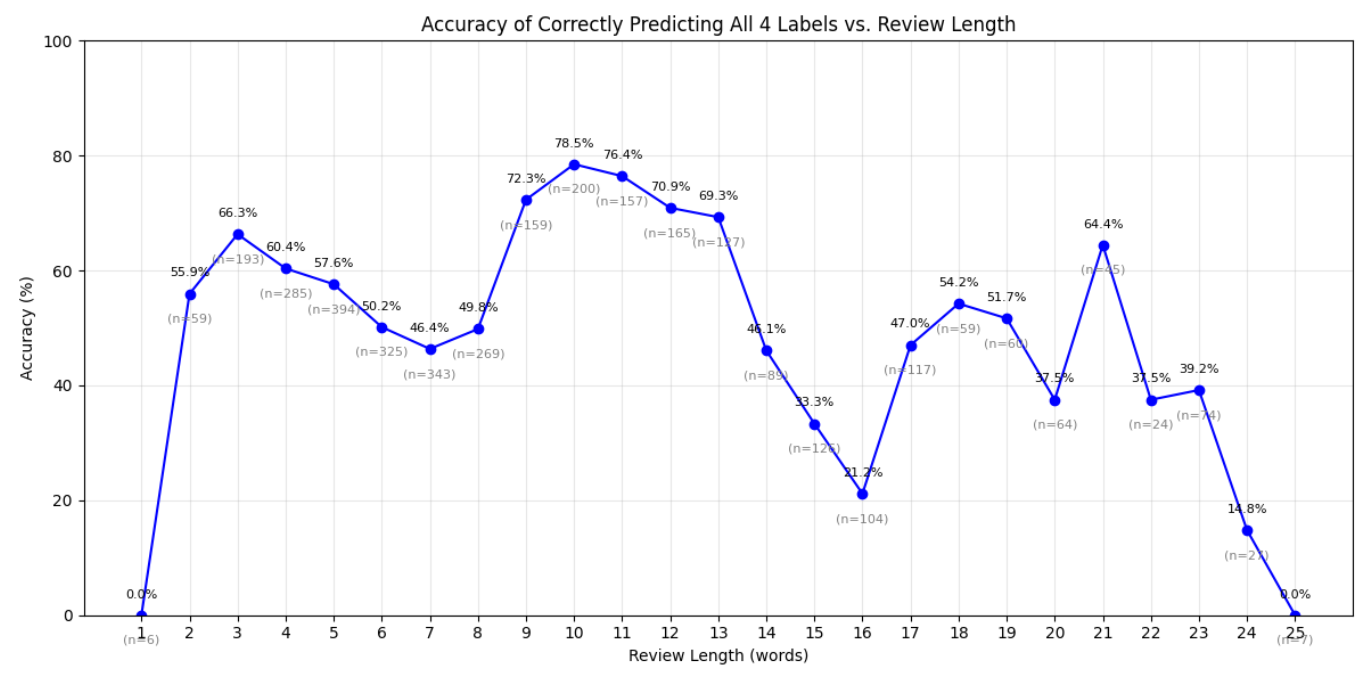 Accuracy of Correctly Predicting All 4 Labels vs. Review Length
Accuracy (%)
100
80
60
40
20
0
0.0%
(n=6)
55.9%
(n=59)
66.3%
(n=193)
60.4%
(n=285)
57.6%
(n=394)
50.2%
(n=325)
46.4%
(n=343)
49.8%
(n=269)
72.3%
(n=159)
78.5%
(n=200)
76.4%
(n=157)
70.9%
(n=165)
69.3%
(n=127)
46.1%
(n=89)
33.3%
(n=126)
21.2%
(n=104)
47.0%
(n=117)
54.2%
(n=59)
51.7%
(n=60)
37.5%
(n=64)
64.4%
(n=45)
37.5%
(n=24)
39.2%
(n=74)
14.8%
(n=27)
0.0%
(n=7)
1 2 3 4 5 6 7 8 9 10 11 12 13 14 15 16 17 18 19 20 21 22 23 24 25
Review Length (words)